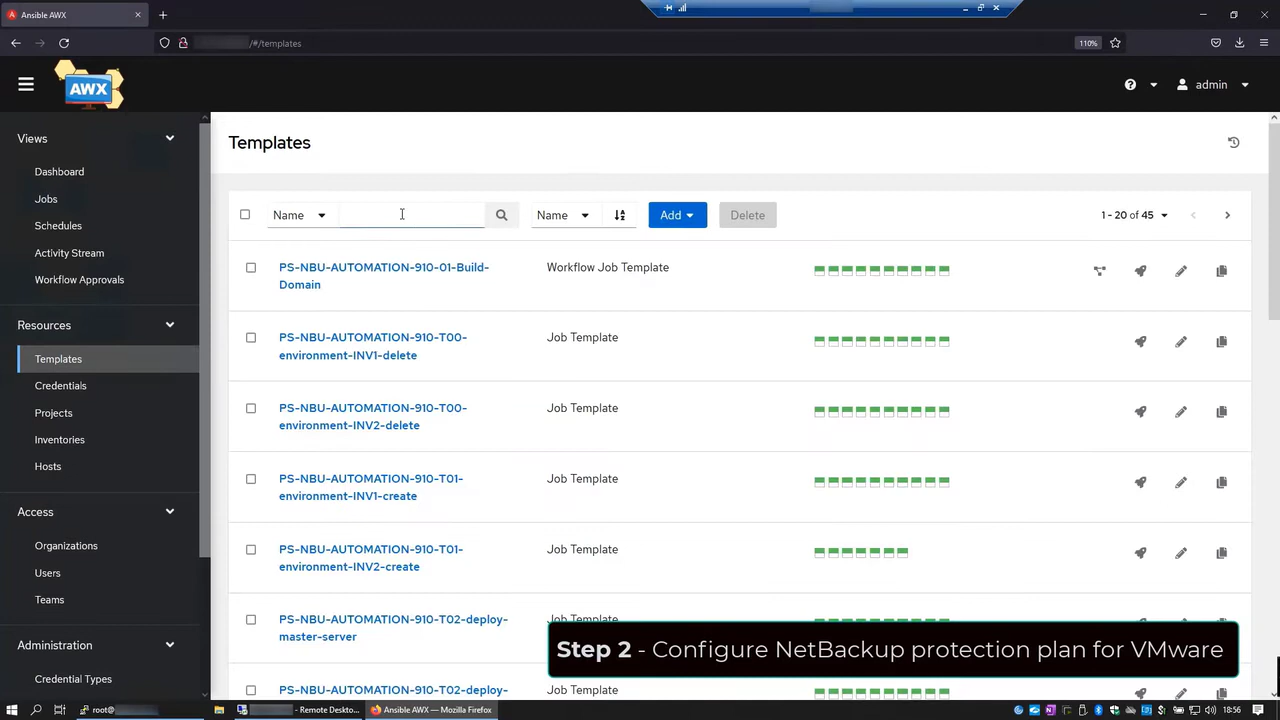 Ansible AWX
/#/templates
110%
AWX
admin
Views
Dashboard
Jobs
Schedules
Activity Stream
Workflow Approvals
Resources
Templates
Credentials
Projects
Inventories
Hosts
Access
Organizations
Users
Teams
Administration
Credential Types
Templates
Name
Name
Add
Delete
1 - 20 of 45
PS-NBU-AUTOMATION-910-01-Build-
Domain
Workflow Job Template
PS-NBU-AUTOMATION-910-T00-
environment-INV1-delete
Job Template
PS-NBU-AUTOMATION-910-T00-
environment-INV2-delete
Job Template
PS-NBU-AUTOMATION-910-T01-
environment-INV1-create
Job Template
PS-NBU-AUTOMATION-910-T01-
environment-INV2-create
Job Template
PS-NBU-AUTOMATION-910-T02-deploy-
master-server
Job Template
PS-NBU-AUTOMATION-910-T02-deploy-
Job Template
Step 2 - Configure NetBackup protection plan for VMware
root@
- Remote Desktop...
Ansible AWX — Mozilla Firefox
18:56